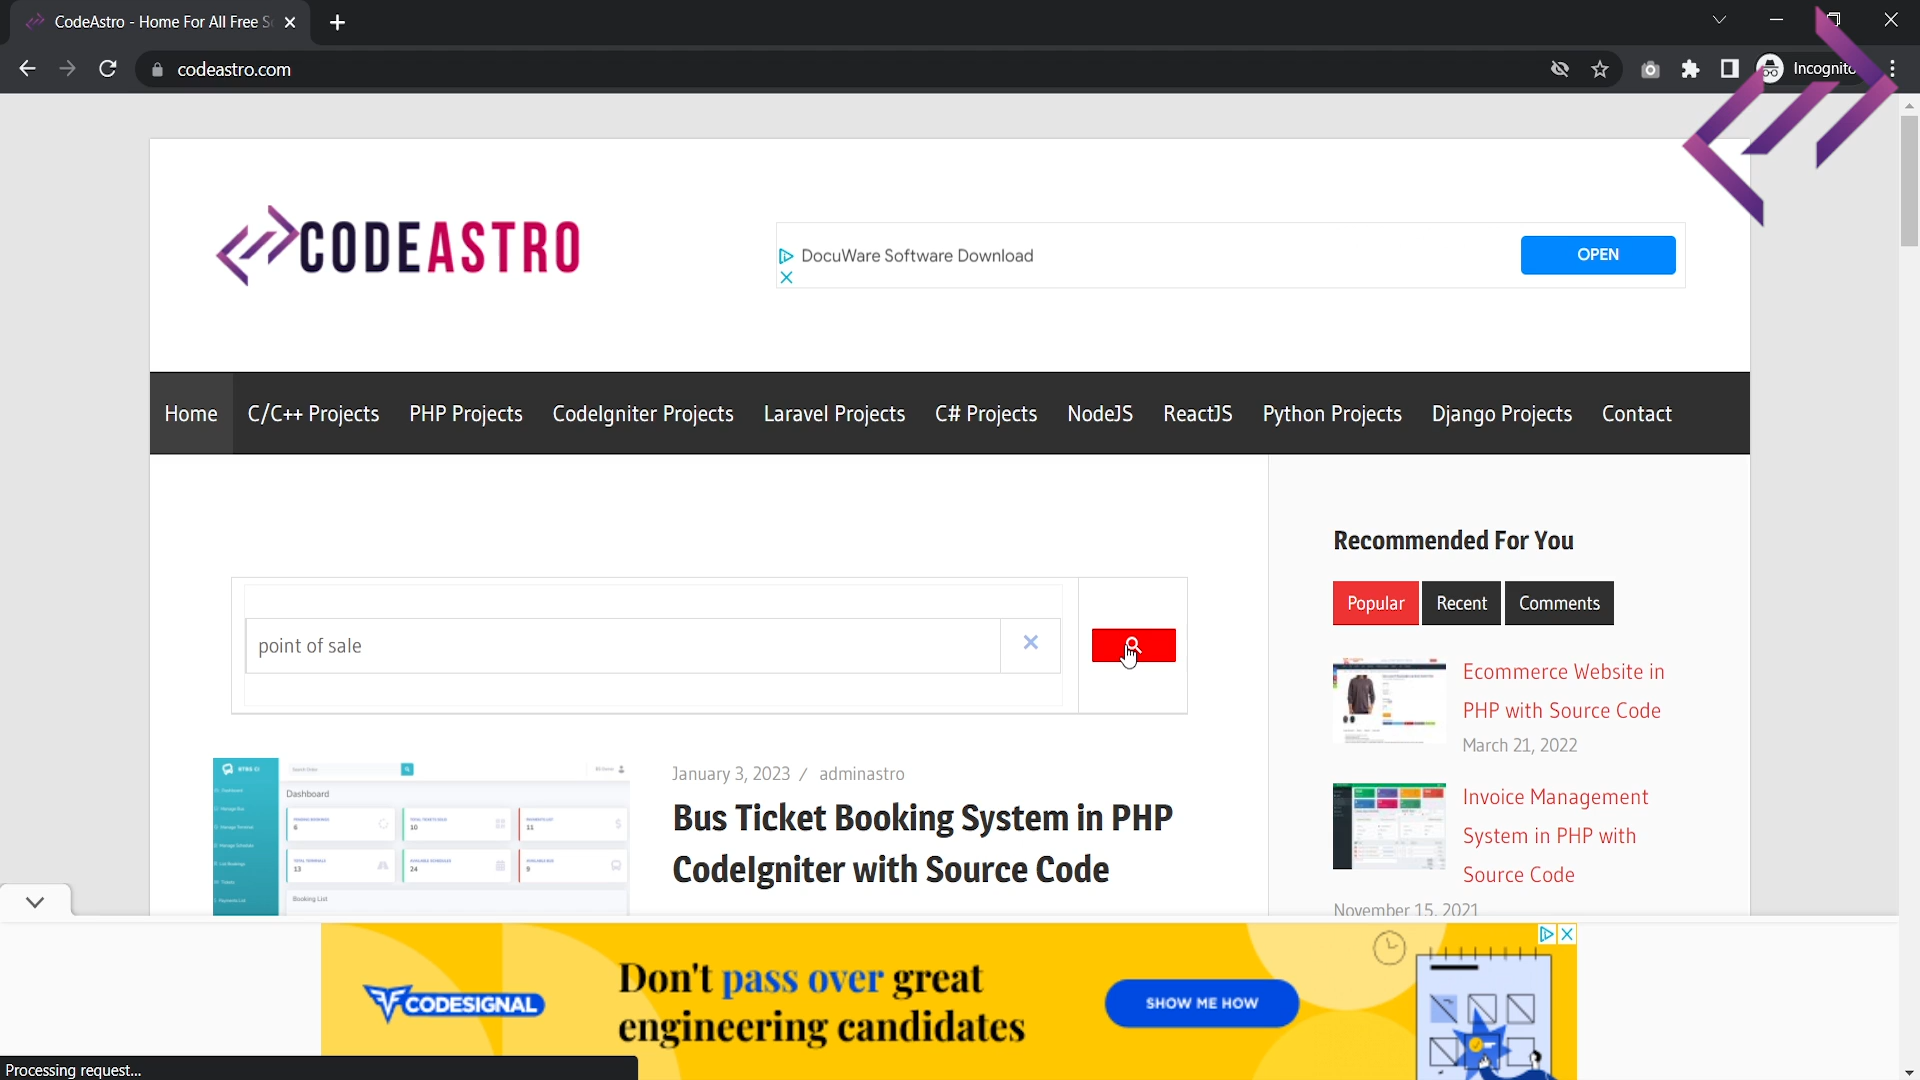 CodeAstro - Home For All Free S
codeastro.com
Incognito
CODEASTRO
DocuWare Software Download
OPEN
Home
C/C++ Projects
PHP Projects
CodeIgniter Projects
Laravel Projects
C# Projects
NodeJS
ReactJS
Python Projects
Django Projects
Contact
point of sale
Recommended For You
Popular
Recent
Comments
Ecommerce Website in
PHP with Source Code
March 21, 2022
Invoice Management
System in PHP with
Source Code
November 15, 2021
Dashboard
Booking List
January 3, 2023 / adminastro
Bus Ticket Booking System in PHP
CodeIgniter with Source Code
CODESIGNAL
Don't pass over great
engineering candidates
SHOW ME HOW
Processing request...